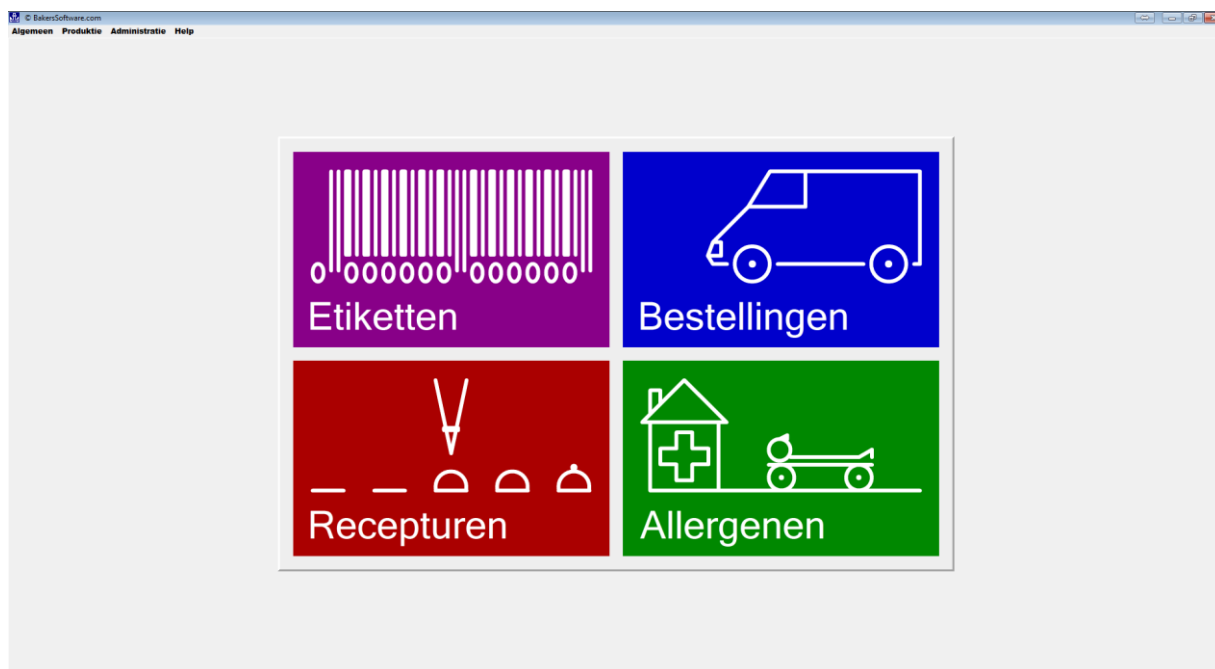 © BakersSoftware.com
Algemeen Produktie Administratie Help
0 000000 000000
Etiketten
Bestellingen
Recepturen
Allergenen